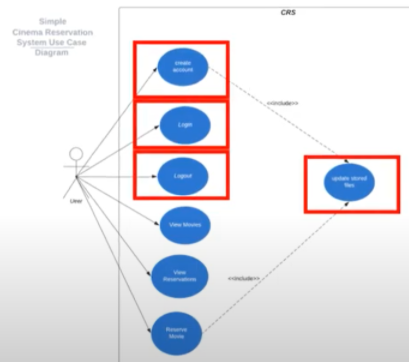 Simple
Cinema Reservation
System Use Case
Diagram
CRS
create
account
<<include>>
Login
Logout
update stored
files
User
View Movies
View
Reservations
<<include>>
Reserve
Movie